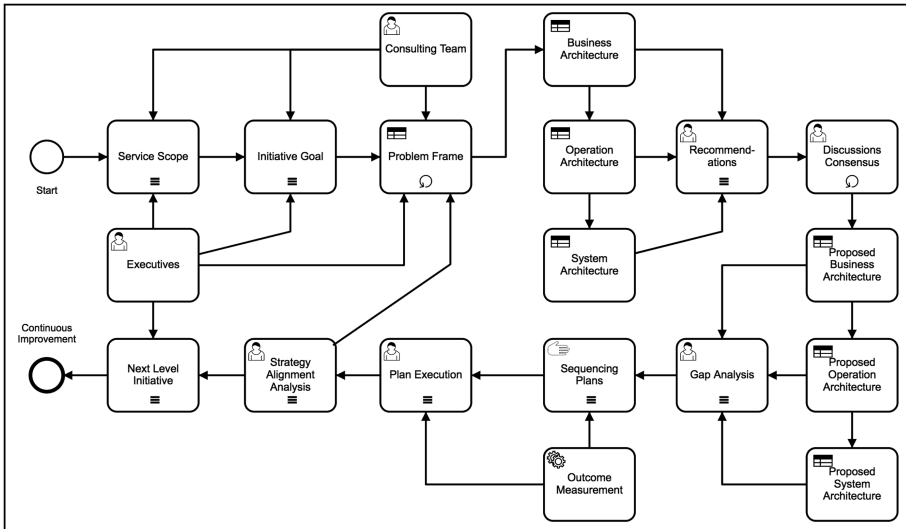 Consulting Team
Business
Architecture
Service Scope
Initiative Goal
Problem Frame
Operation
Architecture
Recommend-
ations
Discussions
Consensus
Start
Executives
System
Architecture
Proposed
Business
Architecture
Continuous
Improvement
Next Level
Initiative
Strategy
Alignment
Analysis
Plan Execution
Sequencing
Plans
Gap Analysis
Proposed
Operation
Architecture
Outcome
Measurement
Proposed
System
Architecture